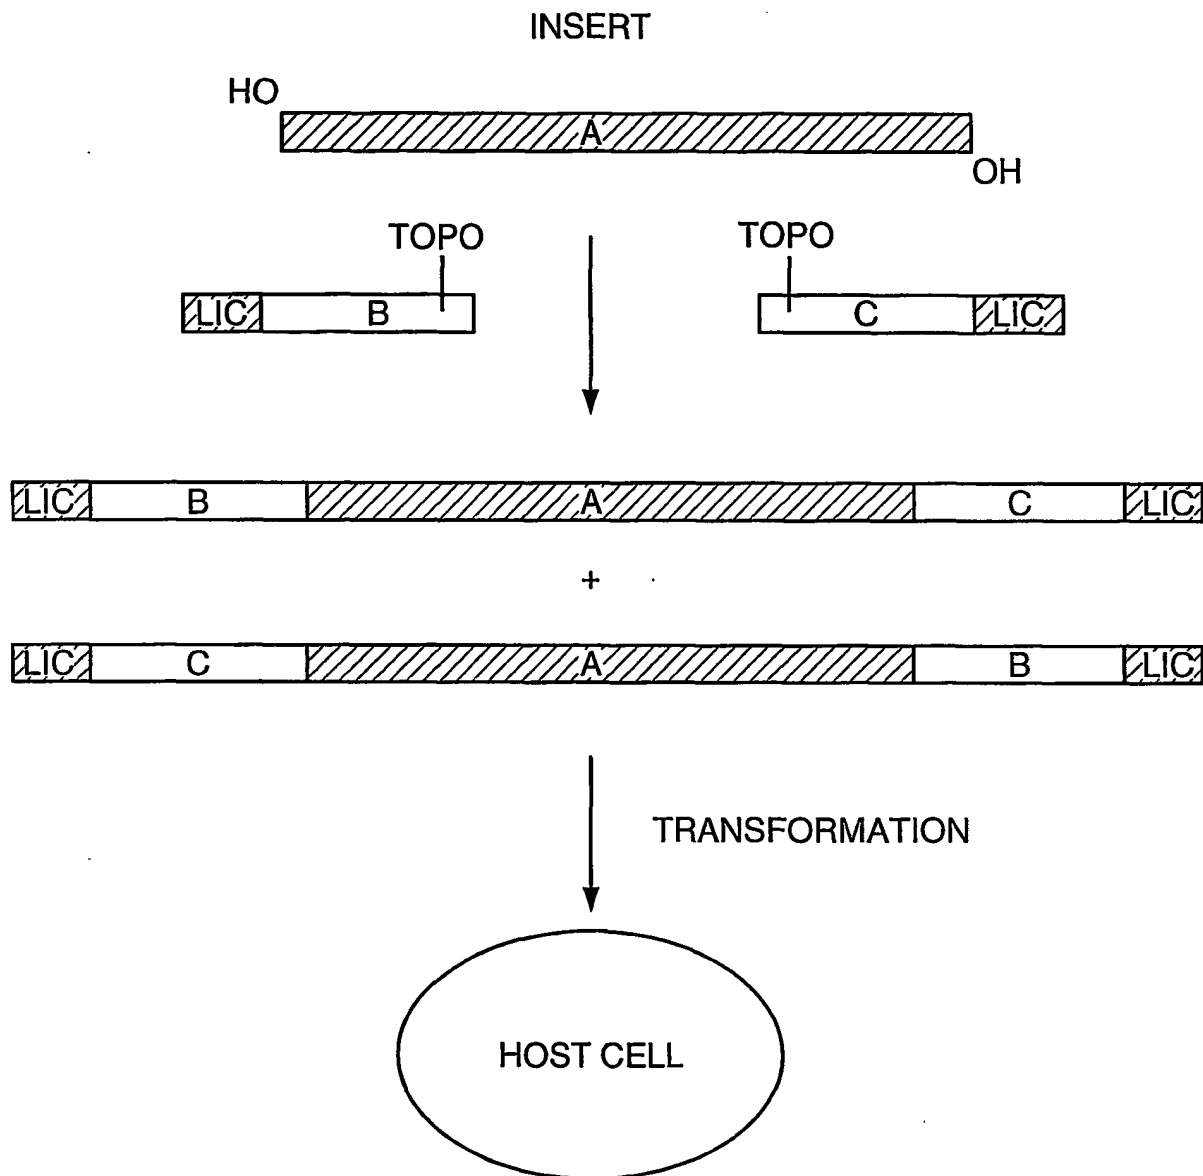 INSERT
HO
A
OH
TOPO TOPO
LIC B C LIC
LIC B A C LIC
+
LIC C A B LIC
TRANSFORMATION
HOST CELL